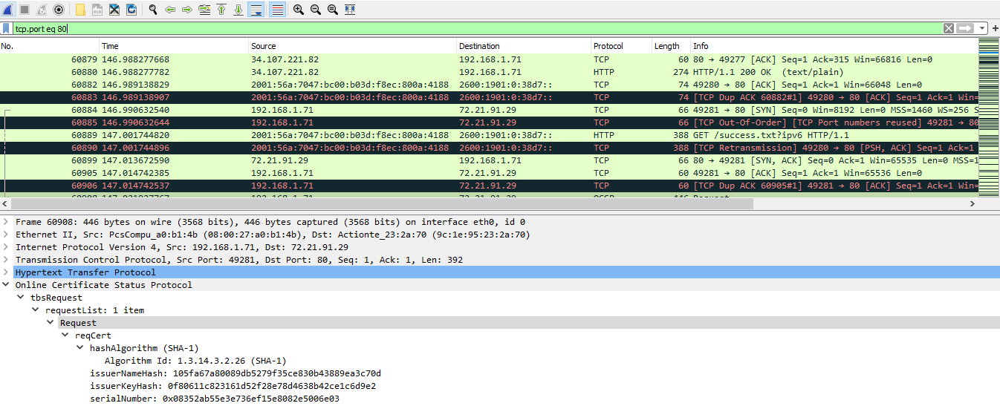 tcp.port eq 80
No. Time Source Destination Protocol Length Info
60879 146.988277668 34.107.221.82 192.168.1.71 TCP 60 80 → 49277 [ACK] Seq=1 Ack=315 Win=66816 Len=0
60880 146.988277782 34.107.221.82 192.168.1.71 HTTP 274 HTTP/1.1 200 OK (text/plain)
60882 146.989138829 2001:56a:7047:bc00:b03d:f8ec:800a:4188 2600:1901:0:38d7:: TCP 74 49280 → 80 [ACK] Seq=1 Ack=1 Win=66048 Len=0
60883 146.989138907 2001:56a:7047:bc00:b03d:f8ec:800a:4188 2600:1901:0:38d7:: TCP 74 [TCP Dup ACK 60882#1] 49280 → 80 [ACK] Seq=1 Ack=1 Win=
60884 146.990632540 192.168.1.71 72.21.91.29 TCP 66 49281 → 80 [SYN] Seq=0 Win=8192 Len=0 MSS=1460 WS=256 S
60885 146.990632644 192.168.1.71 72.21.91.29 TCP 66 [TCP Out-Of-Order] [TCP Port numbers reused] 49281 → 80
60889 147.001744820 2001:56a:7047:bc00:b03d:f8ec:800a:4188 2600:1901:0:38d7:: HTTP 388 GET /success.txt?ipv6 HTTP/1.1
60890 147.001744896 2001:56a:7047:bc00:b03d:f8ec:800a:4188 2600:1901:0:38d7:: TCP 388 [TCP Retransmission] 49280 → 80 [PSH, ACK] Seq=1 Ack=1
60899 147.013672590 72.21.91.29 192.168.1.71 TCP 66 80 → 49281 [SYN, ACK] Seq=0 Ack=1 Win=65535 Len=0 MSS=1
60905 147.014742385 192.168.1.71 72.21.91.29 TCP 60 49281 → 80 [ACK] Seq=1 Ack=1 Win=65536 Len=0
60906 147.014742537 192.168.1.71 72.21.91.29 TCP 60 [TCP Dup ACK 60905#1] 49281 → 80 [ACK] Seq=1 Ack=1 Win=
Frame 60908: 446 bytes on wire (3568 bits), 446 bytes captured (3568 bits) on interface eth0, id 0
Ethernet II, Src: PcsCompu_a0:b1:4b (08:00:27:a0:b1:4b), Dst: Actionte_23:2a:70 (9c:1e:95:23:2a:70)
Internet Protocol Version 4, Src: 192.168.1.71, Dst: 72.21.91.29
Transmission Control Protocol, Src Port: 49281, Dst Port: 80, Seq: 1, Ack: 1, Len: 392
Hypertext Transfer Protocol
Online Certificate Status Protocol
tbsRequest
requestList: 1 item
Request
reqCert
hashAlgorithm (SHA-1)
Algorithm Id: 1.3.14.3.2.26 (SHA-1)
issuerNameHash: 105fa67a80089db5279f35ce830b43889ea3c70d
issuerKeyHash: 0f80611c823161d52f28e78d4638b42ce1c6d9e2
serialNumber: 0x08352ab55e3e736ef15e8082e5006e03